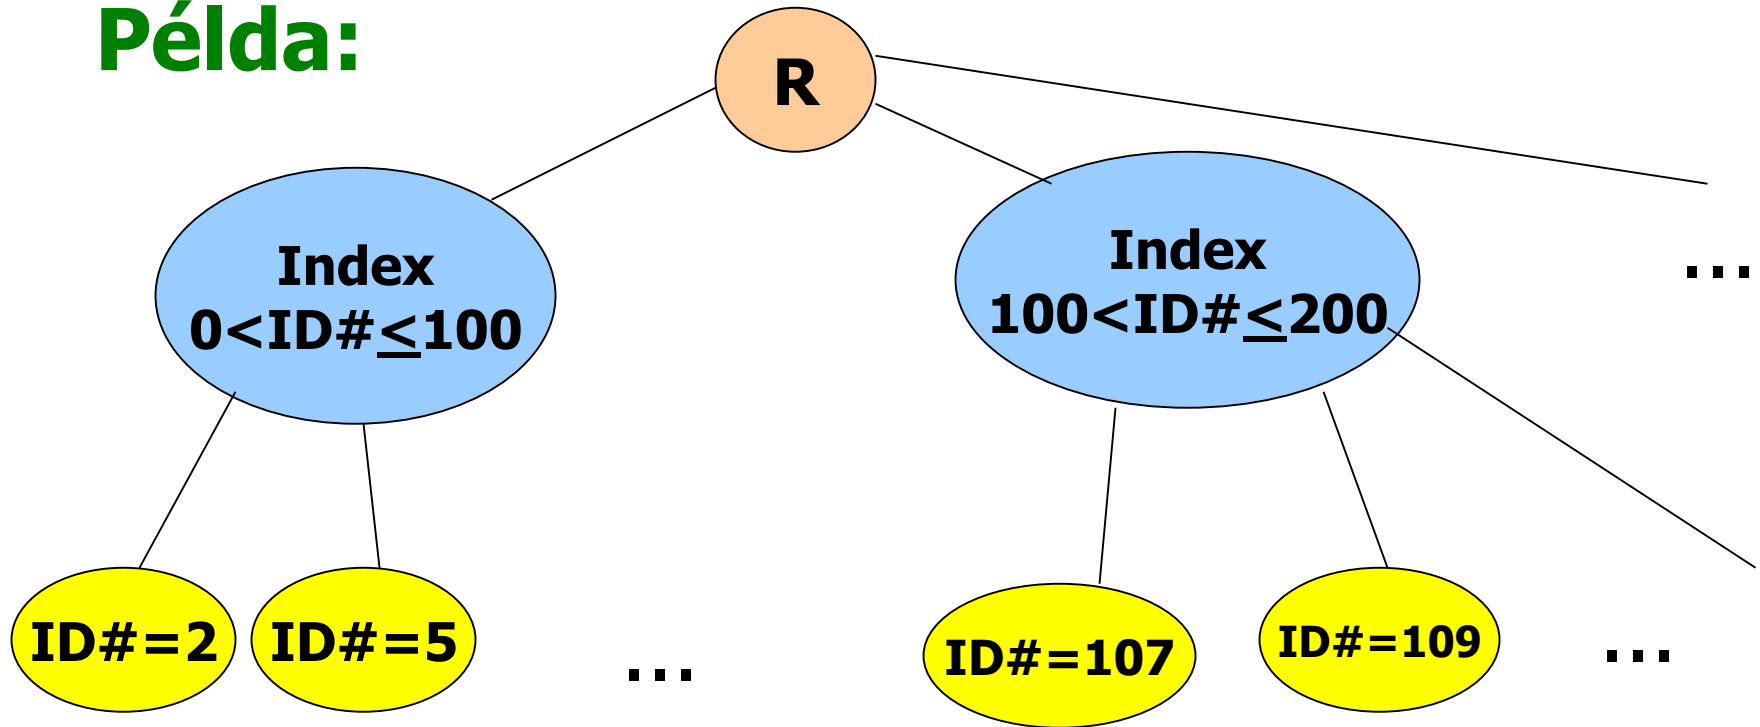 Példa:
R
Index
0<ID#<100
Index
100<ID#<200
...
ID#=2
ID#=5
...
ID#=107
ID#=109
...